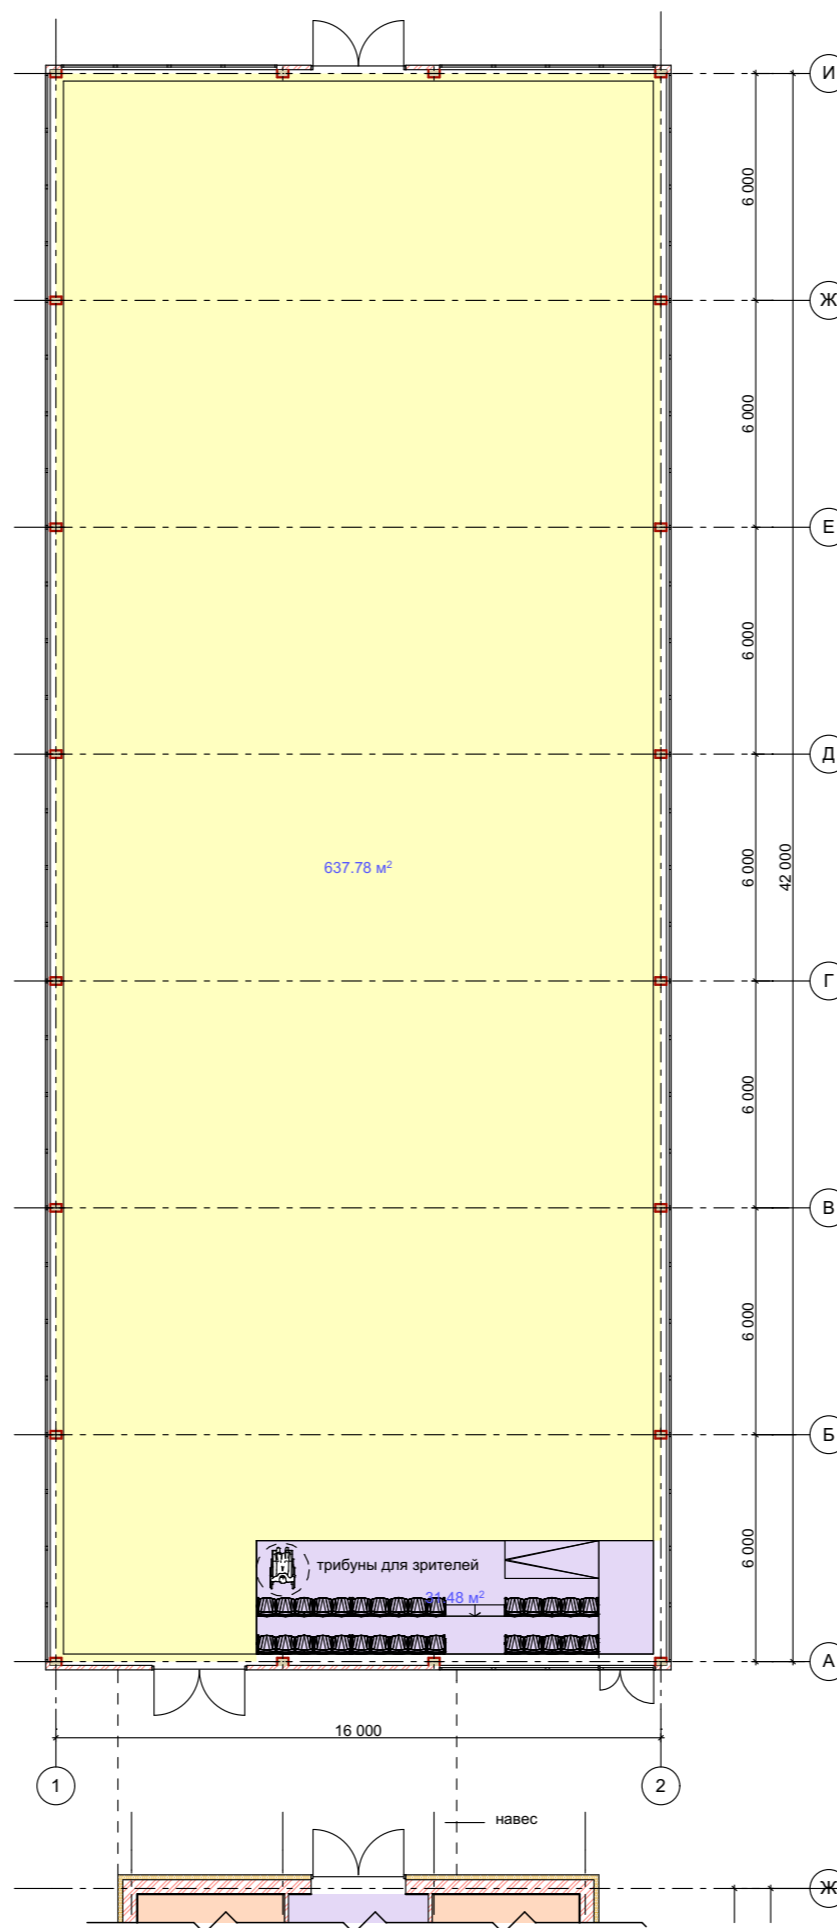 И
6 000
Ж
6 000
Е
6 000
Д
637.78 м²
6 000
42 000
Г
6 000
В
6 000
Б
6 000
трибуны для зрителей
31.48 м²
А
16 000
1
2
навес
Ж